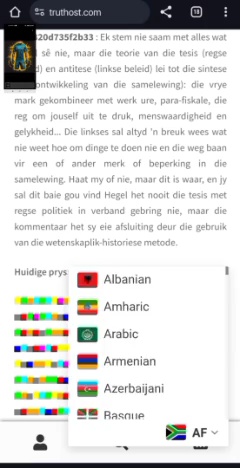 truthost.com
18
420d735f2b33 : Ek stem nie saam met alles wat
sê nie, maar die teorie van die tesis (regse
) en antitese (linkse beleid) lei tot die sintese
ontwikkeling van die samelewing): die vrye
mark gekombineer met werk ure, para-fiskale, die
reg om jouself uit te druk, menswaardigheid en
gelykheid... Die linkses sal altyd 'n breuk wees wat
nie weet hoe om dinge te doen nie en die weg baan
vir een of ander merk of beperking in die
samelewing. Haat my of nie, maar dit is waar, en jy
sal dit baie gou vind Hegel het nooit die tesis met
regse politiek in verband gebring nie, maar die
kommentaar het sy eie afsluiting deur die gebruik
van die wetenskaplik-historiese metode.
Huidige prys
Albanian
Amharic
Arabic
Armenian
Azerbaijani
Basque
AF